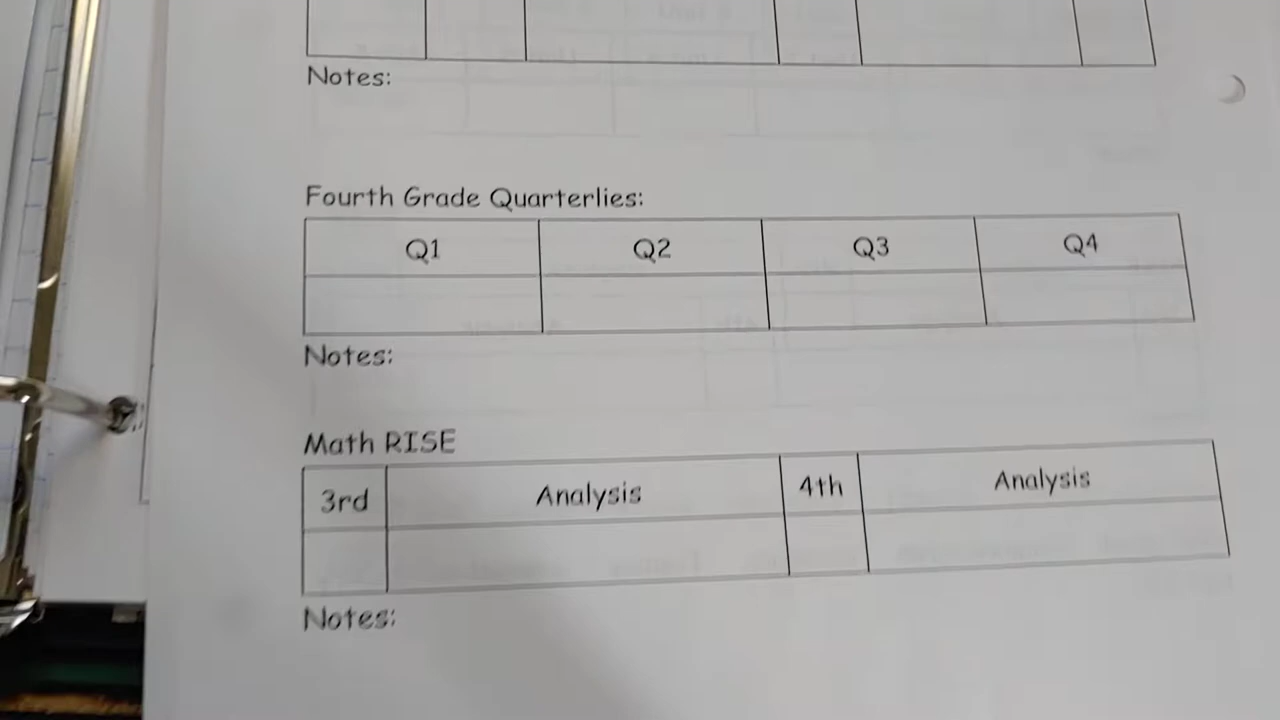 Notes:
Fourth Grade Quarterlies:
Q1 Q2 Q3 Q4
Notes:
Math RISE
3rd Analysis 4th Analysis
Notes: